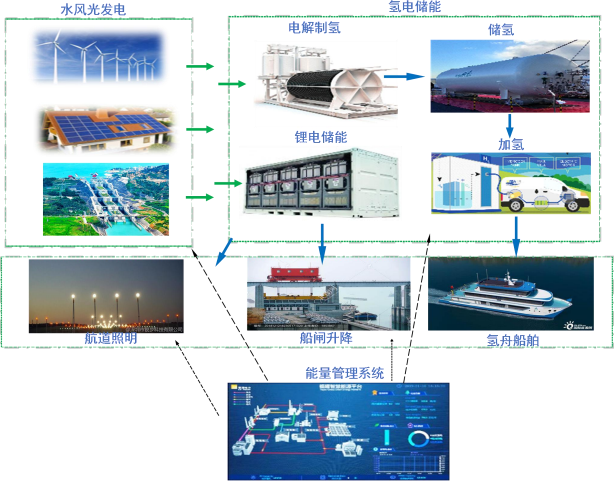 水风光发电
氢电储能
电解制氢
储氢
锂电储能
加氢
H₂
航道照明
船闸升降
氢舟船舶
能量管理系统